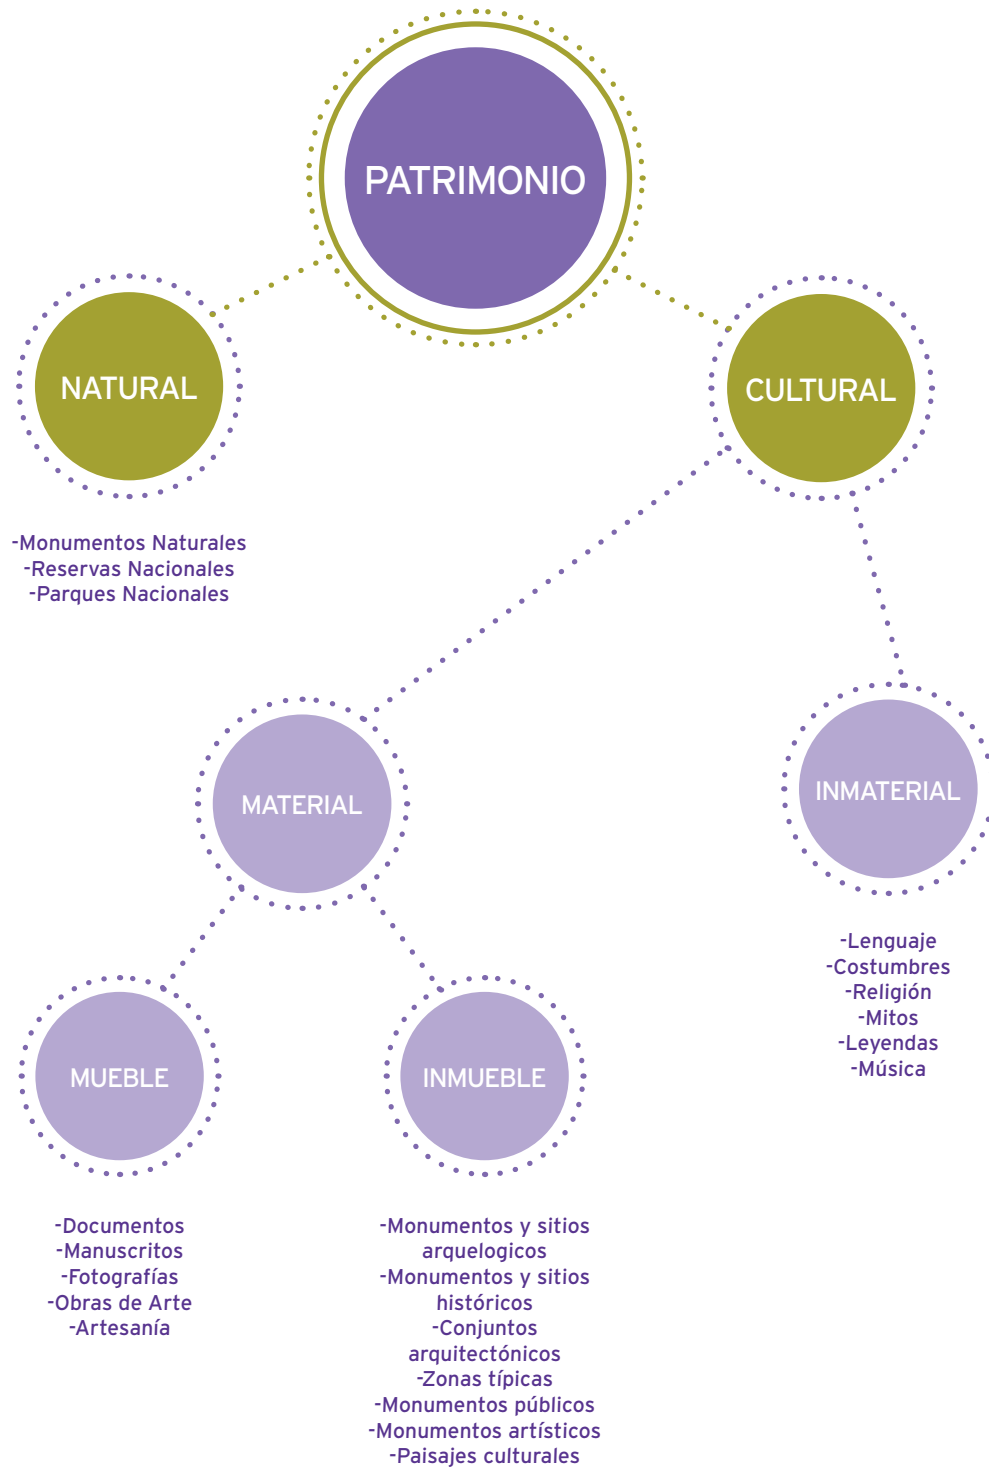 PATRIMONIO
NATURAL
CULTURAL
-Monumentos Naturales
-Reservas Nacionales
-Parques Nacionales
MATERIAL
INMATERIAL
-Lenguaje
-Costumbres
-Religión
-Mitos
-Leyendas
-Música
MUEBLE
INMUEBLE
-Documentos
-Manuscritos
-Fotografías
-Obras de Arte
-Artesanía
-Monumentos y sitios
arquelogicos
-Monumentos y sitios
históricos
-Conjuntos
arquitectónicos
-Zonas típicas
-Monumentos públicos
-Monumentos artísticos
-Paisajes culturales